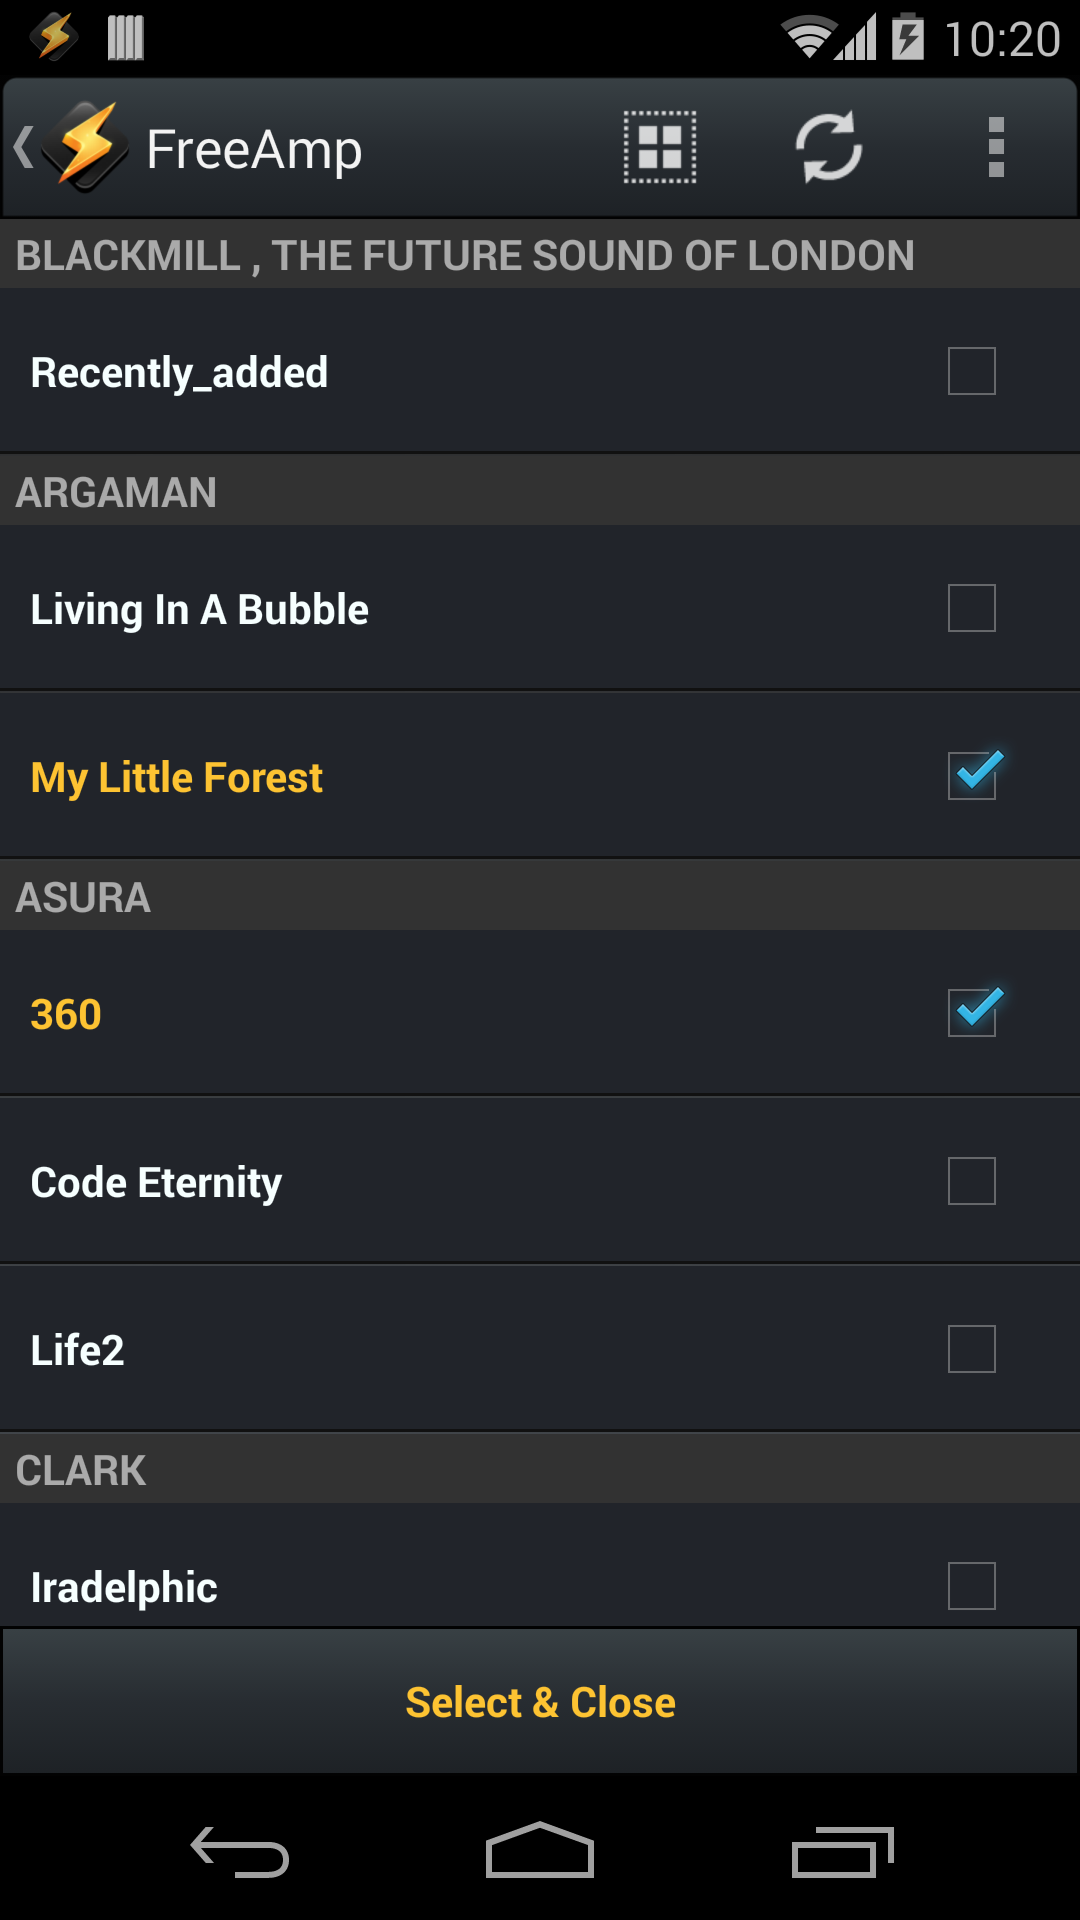 10:20
FreeAmp
BLACKMILL , THE FUTURE SOUND OF LONDON
Recently_added
ARGAMAN
Living In A Bubble
My Little Forest
ASURA
360
Code Eternity
Life2
CLARK
Iradelphic
Select & Close